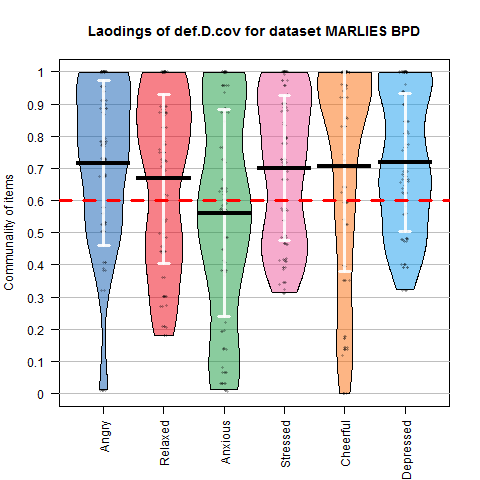 Laodings of def.D.cov for dataset MARLIES BPD
Communality of items
1
0.9
0.8
0.7
0.6
0.5
0.4
0.3
0.2
0.1
0
Angry
Relaxed
Anxious
Stressed
Cheerful
Depressed